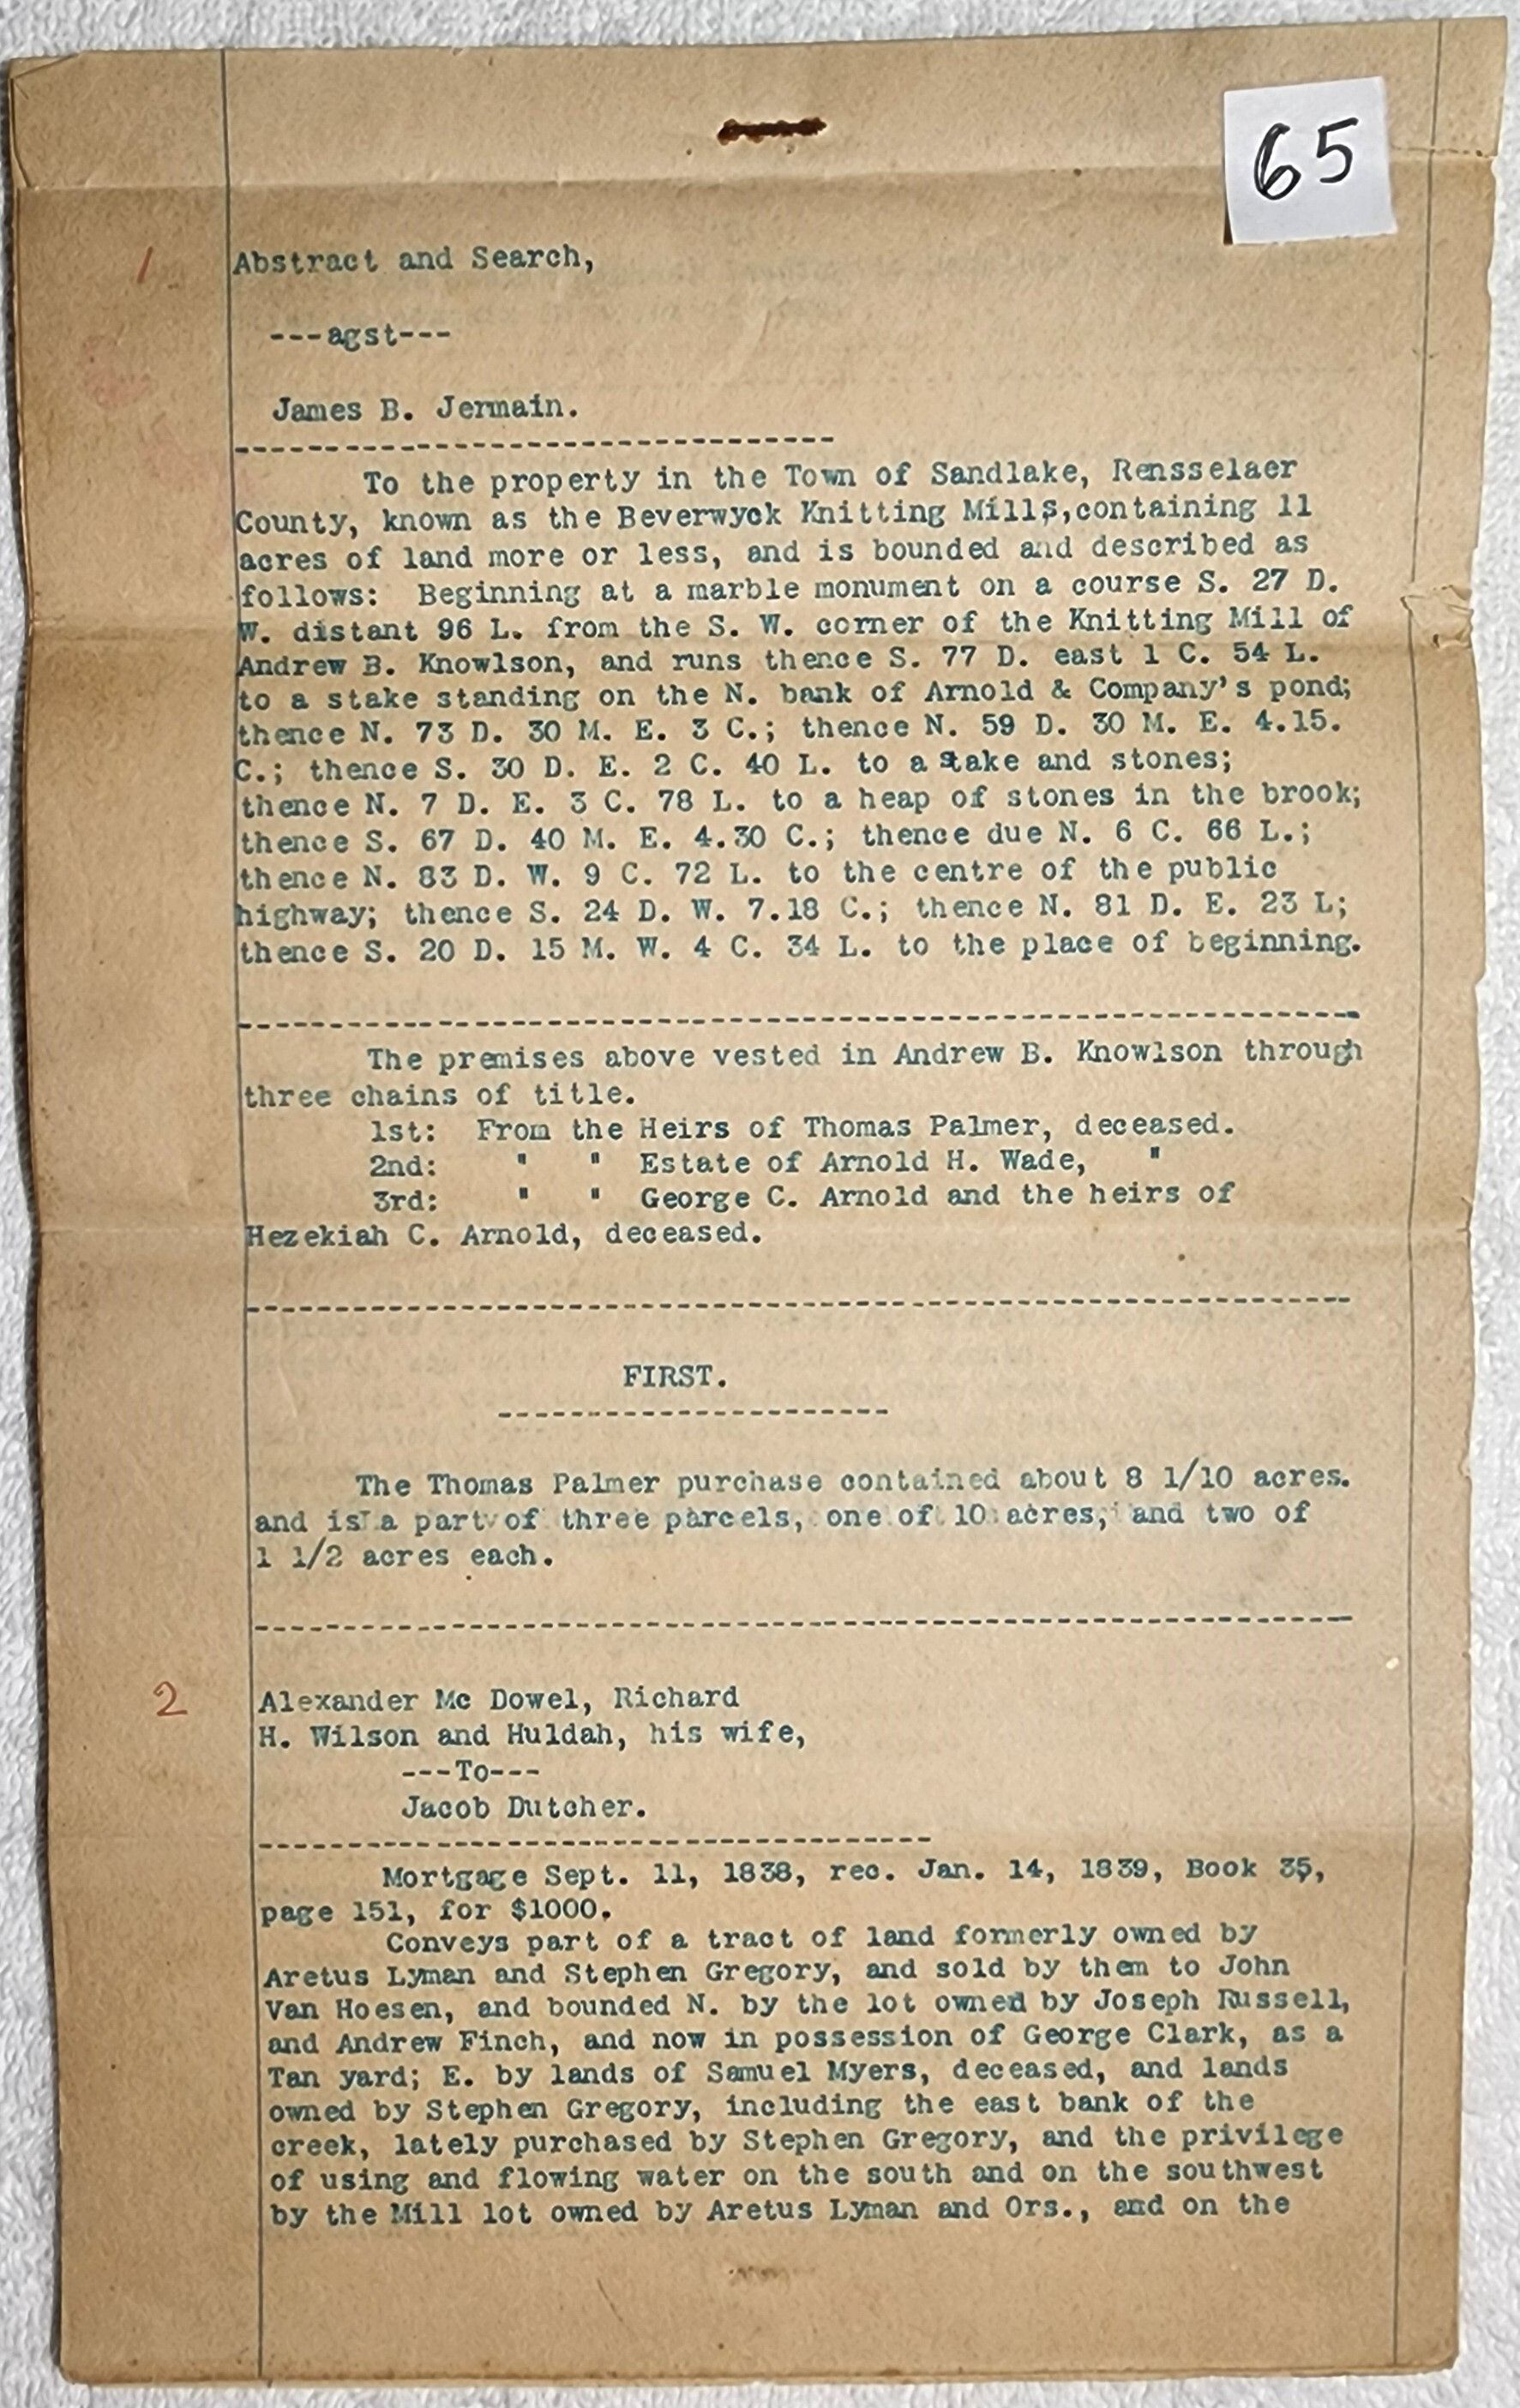 65
1
Abstract and Search,
---agst---
James B. Jermain.
To the property in the Town of Sandlake, Rensselaer
County, known as the Beverwyck Knitting Mills,containing 11
acres of land more or less, and is bounded and described as
follows: Beginning at a marble monument on a course S. 27 D.
W. distant 96 L. from the S. W. corner of the Knitting Mill of
Andrew B. Knowlson, and runs thence S. 77 D. east 1 C. 54 L.
to a stake standing on the N. bank of Arnold & Company's pond;
thence N. 73 D. 30 M. E. 3 C.; thence N. 59 D. 30 M. E. 4.15.
C.; thence S. 30 D. E. 2 C. 40 L. to a stake and stones;
thence N. 7 D. E. 3 C. 78 L. to a heap of stones in the brook;
thence S. 67 D. 40 M. E. 4.30 C.; thence due N. 6 C. 66 L.;
thence N. 83 D. W. 9 C. 72 L. to the centre of the public
highway; thence S. 24 D. W. 7.18 C.; thence N. 81 D. E. 23 L;
thence S. 20 D. 15 M. W. 4 C. 34 L. to the place of beginning.
The premises above vested in Andrew B. Knowlson through
three chains of title.
1st: From the Heirs of Thomas Palmer, deceased.
2nd: " " Estate of Arnold H. Wade, "
3rd: " " George C. Arnold and the heirs of
Hezekiah C. Arnold, deceased.
FIRST.
The Thomas Palmer purchase contained about 8 1/10 acres.
and is a part of three parcels, one of 10 acres, and two of
1 1/2 acres each.
2
Alexander Mc Dowel, Richard
H. Wilson and Huldah, his wife,
---To---
Jacob Dutcher.
Mortgage Sept. 11, 1838, rec. Jan. 14, 1839, Book 35,
page 151, for $1000.
Conveys part of a tract of land formerly owned by
Aretus Lyman and Stephen Gregory, and sold by them to John
Van Hoesen, and bounded N. by the lot owned by Joseph Russell,
and Andrew Finch, and now in possession of George Clark, as a
Tan yard; E. by lands of Samuel Myers, deceased, and lands
owned by Stephen Gregory, including the east bank of the
creek, lately purchased by Stephen Gregory, and the privilege
of using and flowing water on the south and on the southwest
by the Mill lot owned by Aretus Lyman and Ors., and on the